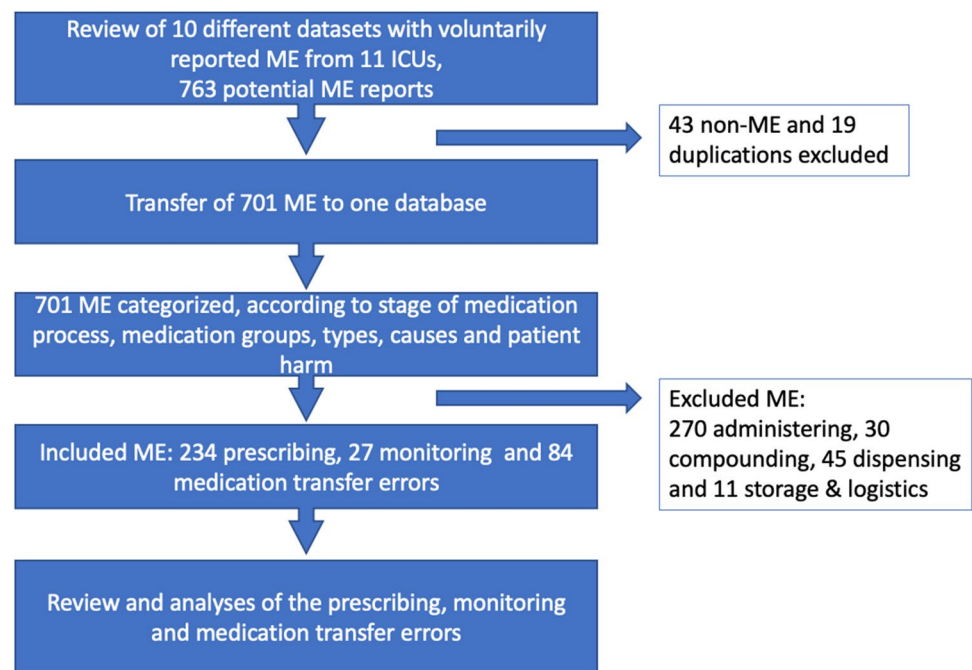 Review of 10 different datasets with voluntarily
reported ME from 11 ICUs,
763 potential ME reports
43 non-ME and 19
duplications excluded
Transfer of 701 ME to one database
701 ME categorized, according to stage of medication
process, medication groups, types, causes and patient
harm
Excluded ME:
270 administering, 30
compounding, 45 dispensing
and 11 storage & logistics
Included ME: 234 prescribing, 27 monitoring and 84
medication transfer errors
Review and analyses of the prescribing, monitoring
and medication transfer errors